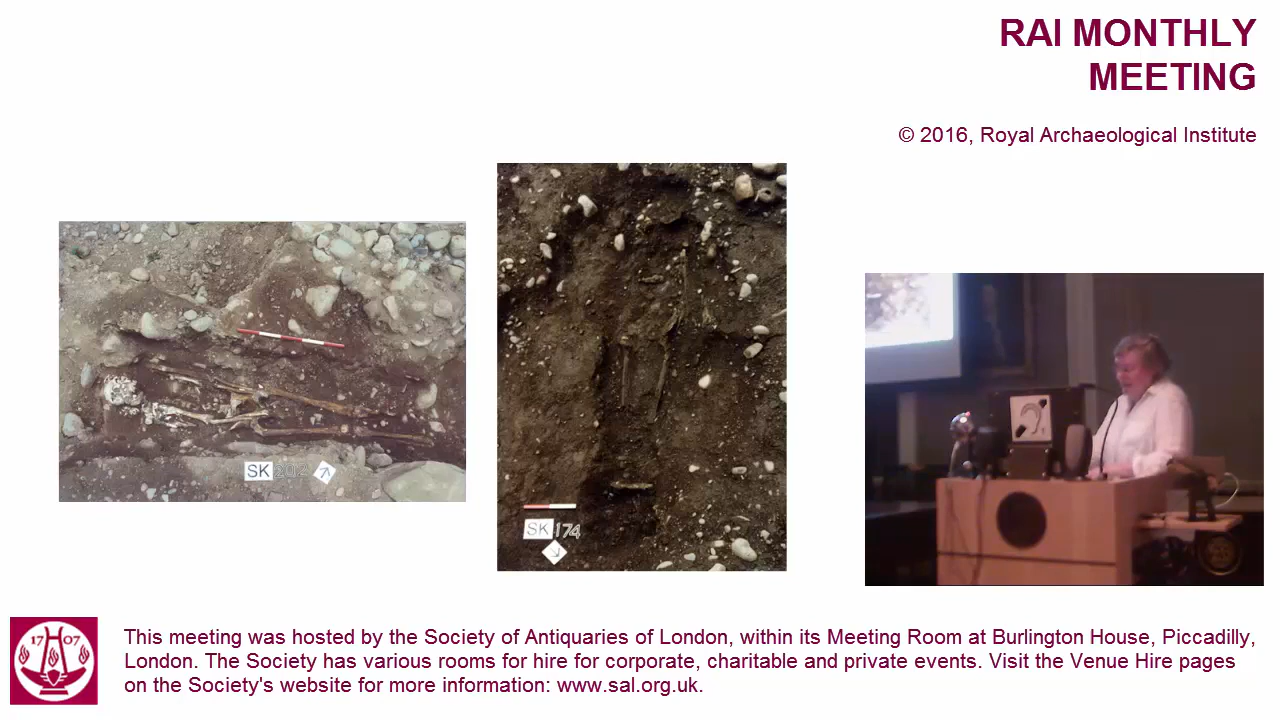 RAI MONTHLY
MEETING
© 2016, Royal Archaeological Institute
SK
SK 174
17 07
This meeting was hosted by the Society of Antiquaries of London, within its Meeting Room at Burlington House, Piccadilly,
London. The Society has various rooms for hire for corporate, charitable and private events. Visit the Venue Hire pages
on the Society's website for more information: www.sal.org.uk.